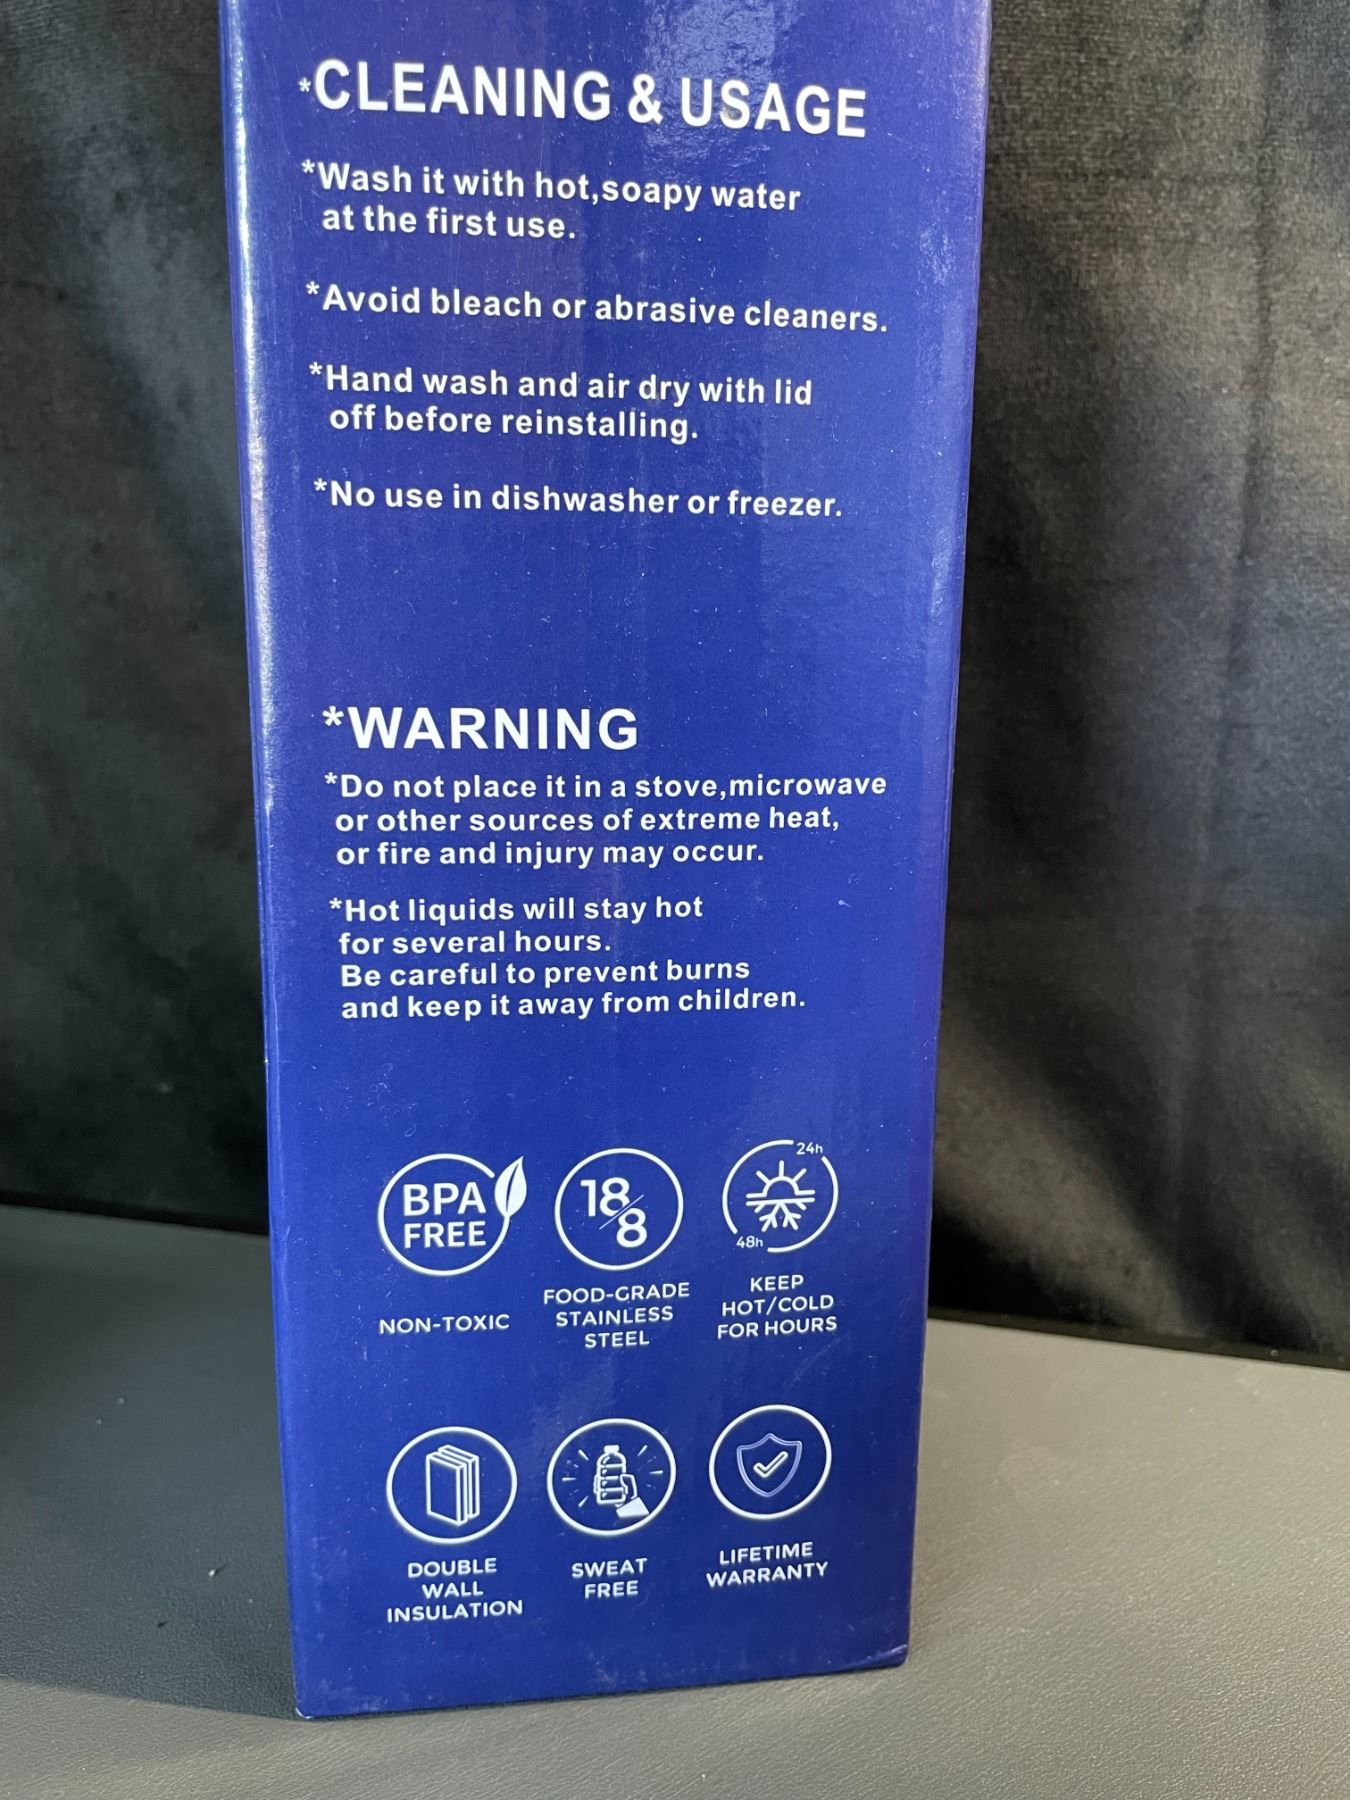 *CLEANING & USAGE
*Wash it with hot,soapy water
at the first use.
*Avoid bleach or abrasive cleaners.
*Hand wash and air dry with lid
off before reinstalling.
*No use in dishwasher or freezer.
*WARNING
*Do not place it in a stove,microwave
or other sources of extreme heat,
or fire and injury may occur.
*Hot liquids will stay hot
for several hours.
Be careful to prevent burns
and keep it away from children.
BPA
FREE
NON-TOXIC
18/8
FOOD-GRADE
STAINLESS
STEEL
24h
48h
KEEP
HOT/COLD
FOR HOURS
DOUBLE
WALL
INSULATION
SWEAT
FREE
LIFETIME
WARRANTY